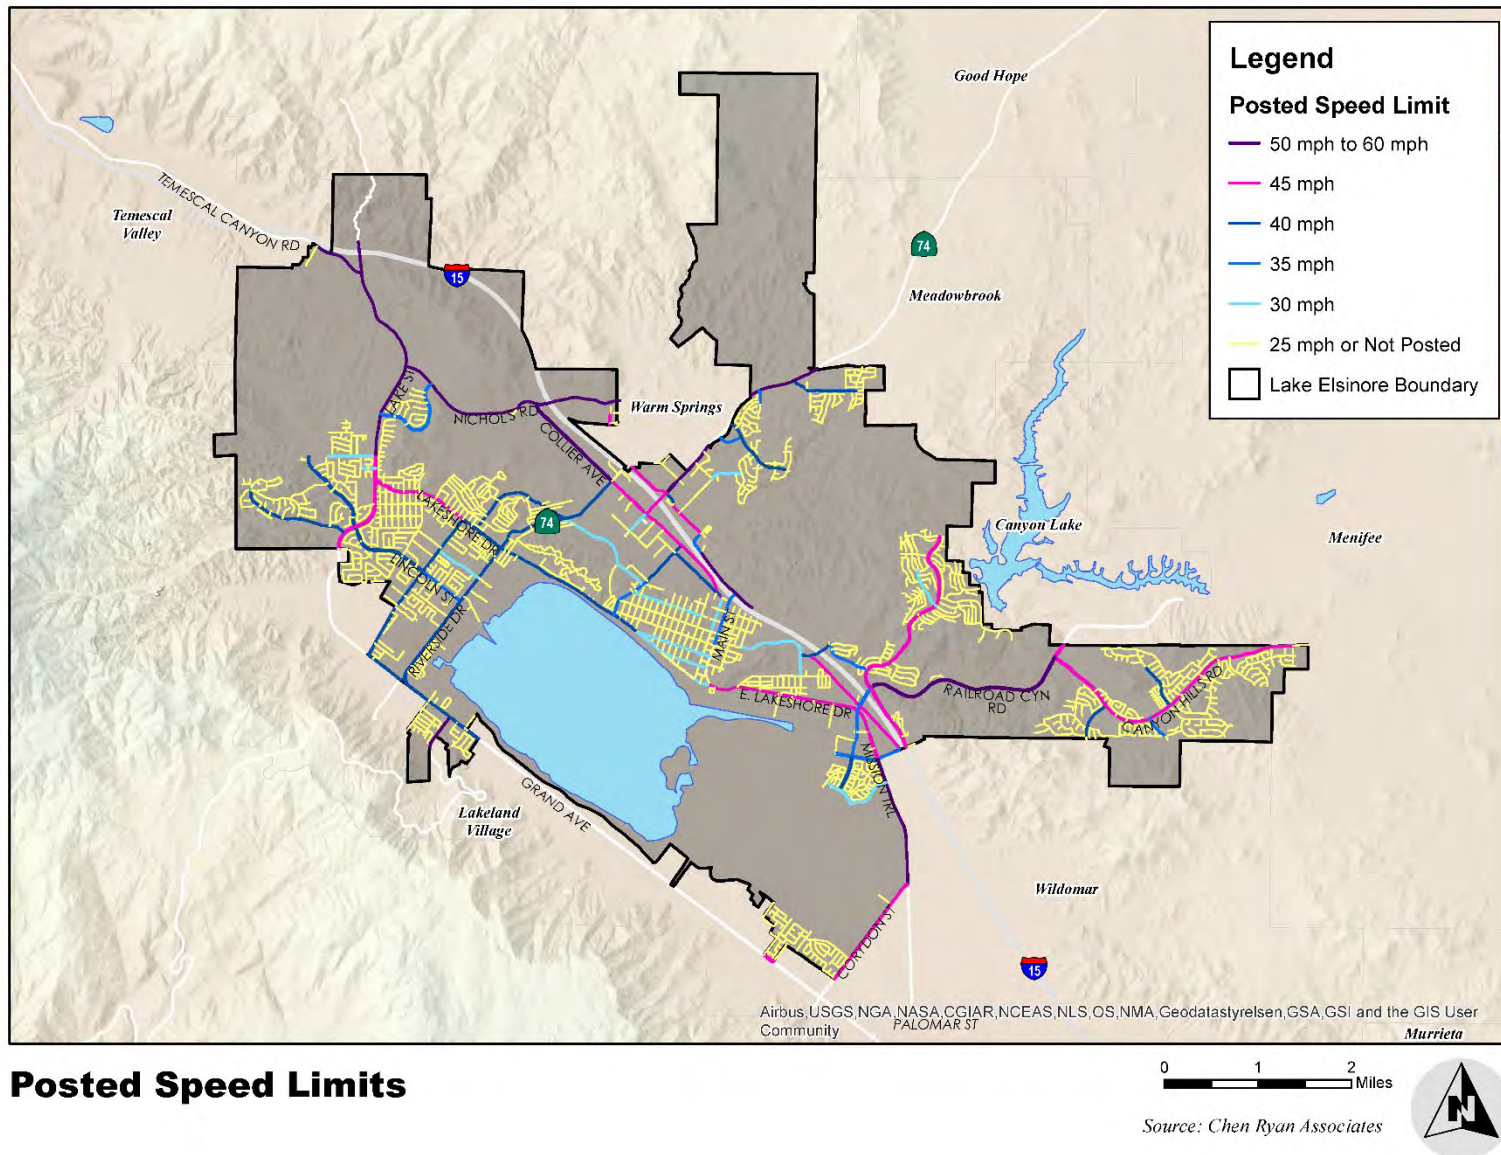 Good Hope
Legend
Posted Speed Limit
50 mph to 60 mph
45 mph
40 mph
35 mph
30 mph
25 mph or Not Posted
Lake Elsinore Boundary
TEMESCAL CANYON RD
Temescal
Valley
74
15
Meadowbrook
LAKE ST
NICHOLS RD
Warm Springs
COLLIER AVE
LAKESHORE DR
74
Canyon Lake
Menifee
LINCOLN ST
RIVERSIDE DR
MAIN ST
E. LAKESHORE DR
RAILROAD CYN
RD
CANYON HILLS RD
MISSION TRL
Lakeland
Village
GRAND AVE
Wildomar
CORYDON ST
15
Airbus,USGS,NGA,NASA,CGIAR,NCEAS,NLS,OS,NMA,Geodatastyrelsen,GSA,GSI and the GIS User
Community
PALOMAR ST
Murrieta
Posted Speed Limits
0 1 2
Miles
N
Source: Chen Ryan Associates